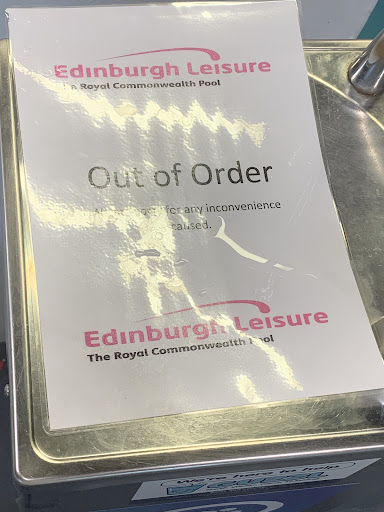 Edinburgh Leisure
The Royal Commonwealth Pool
Out of Order
for any inconvenience
caused.
Edinburgh Leisure
The Royal Commonwealth Pool
We're here to help